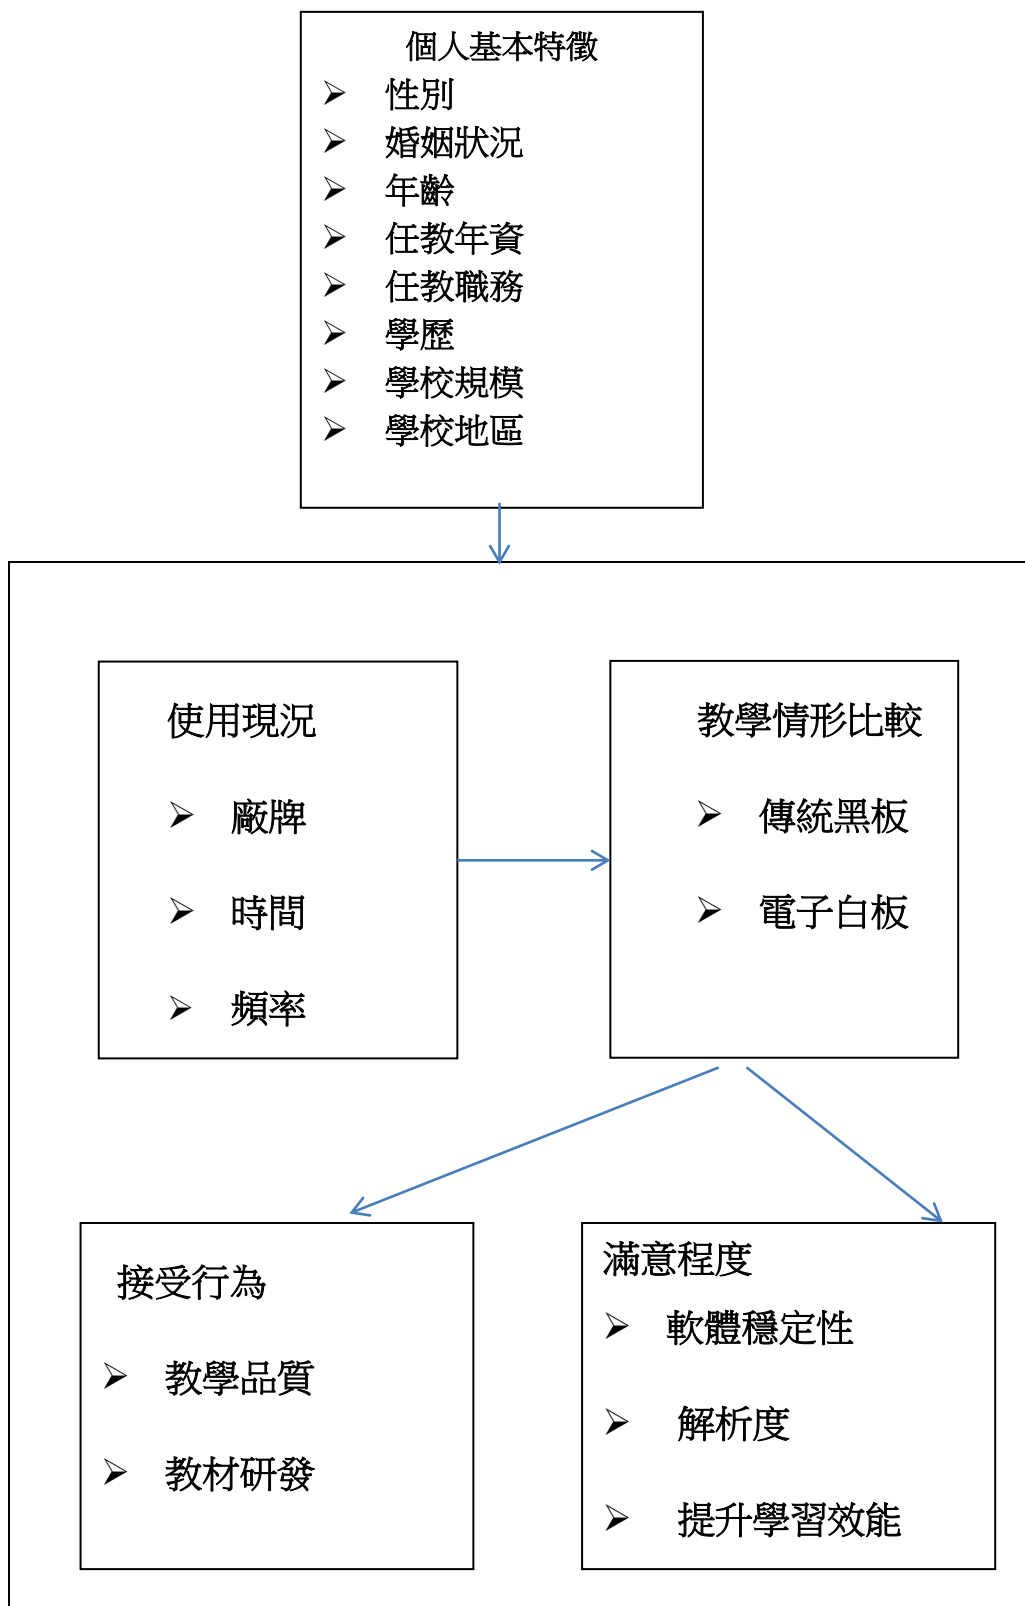 個人基本特徵
性別
婚姻狀況
年齡
任教年資
任教職務
學歷
學校規模
學校地區
使用現況
廠牌
時間
頻率
教學情形比較
傳統黑板
電子白板
接受行為
教學品質
教材研發
滿意程度
軟體穩定性
解析度
提升學習效能